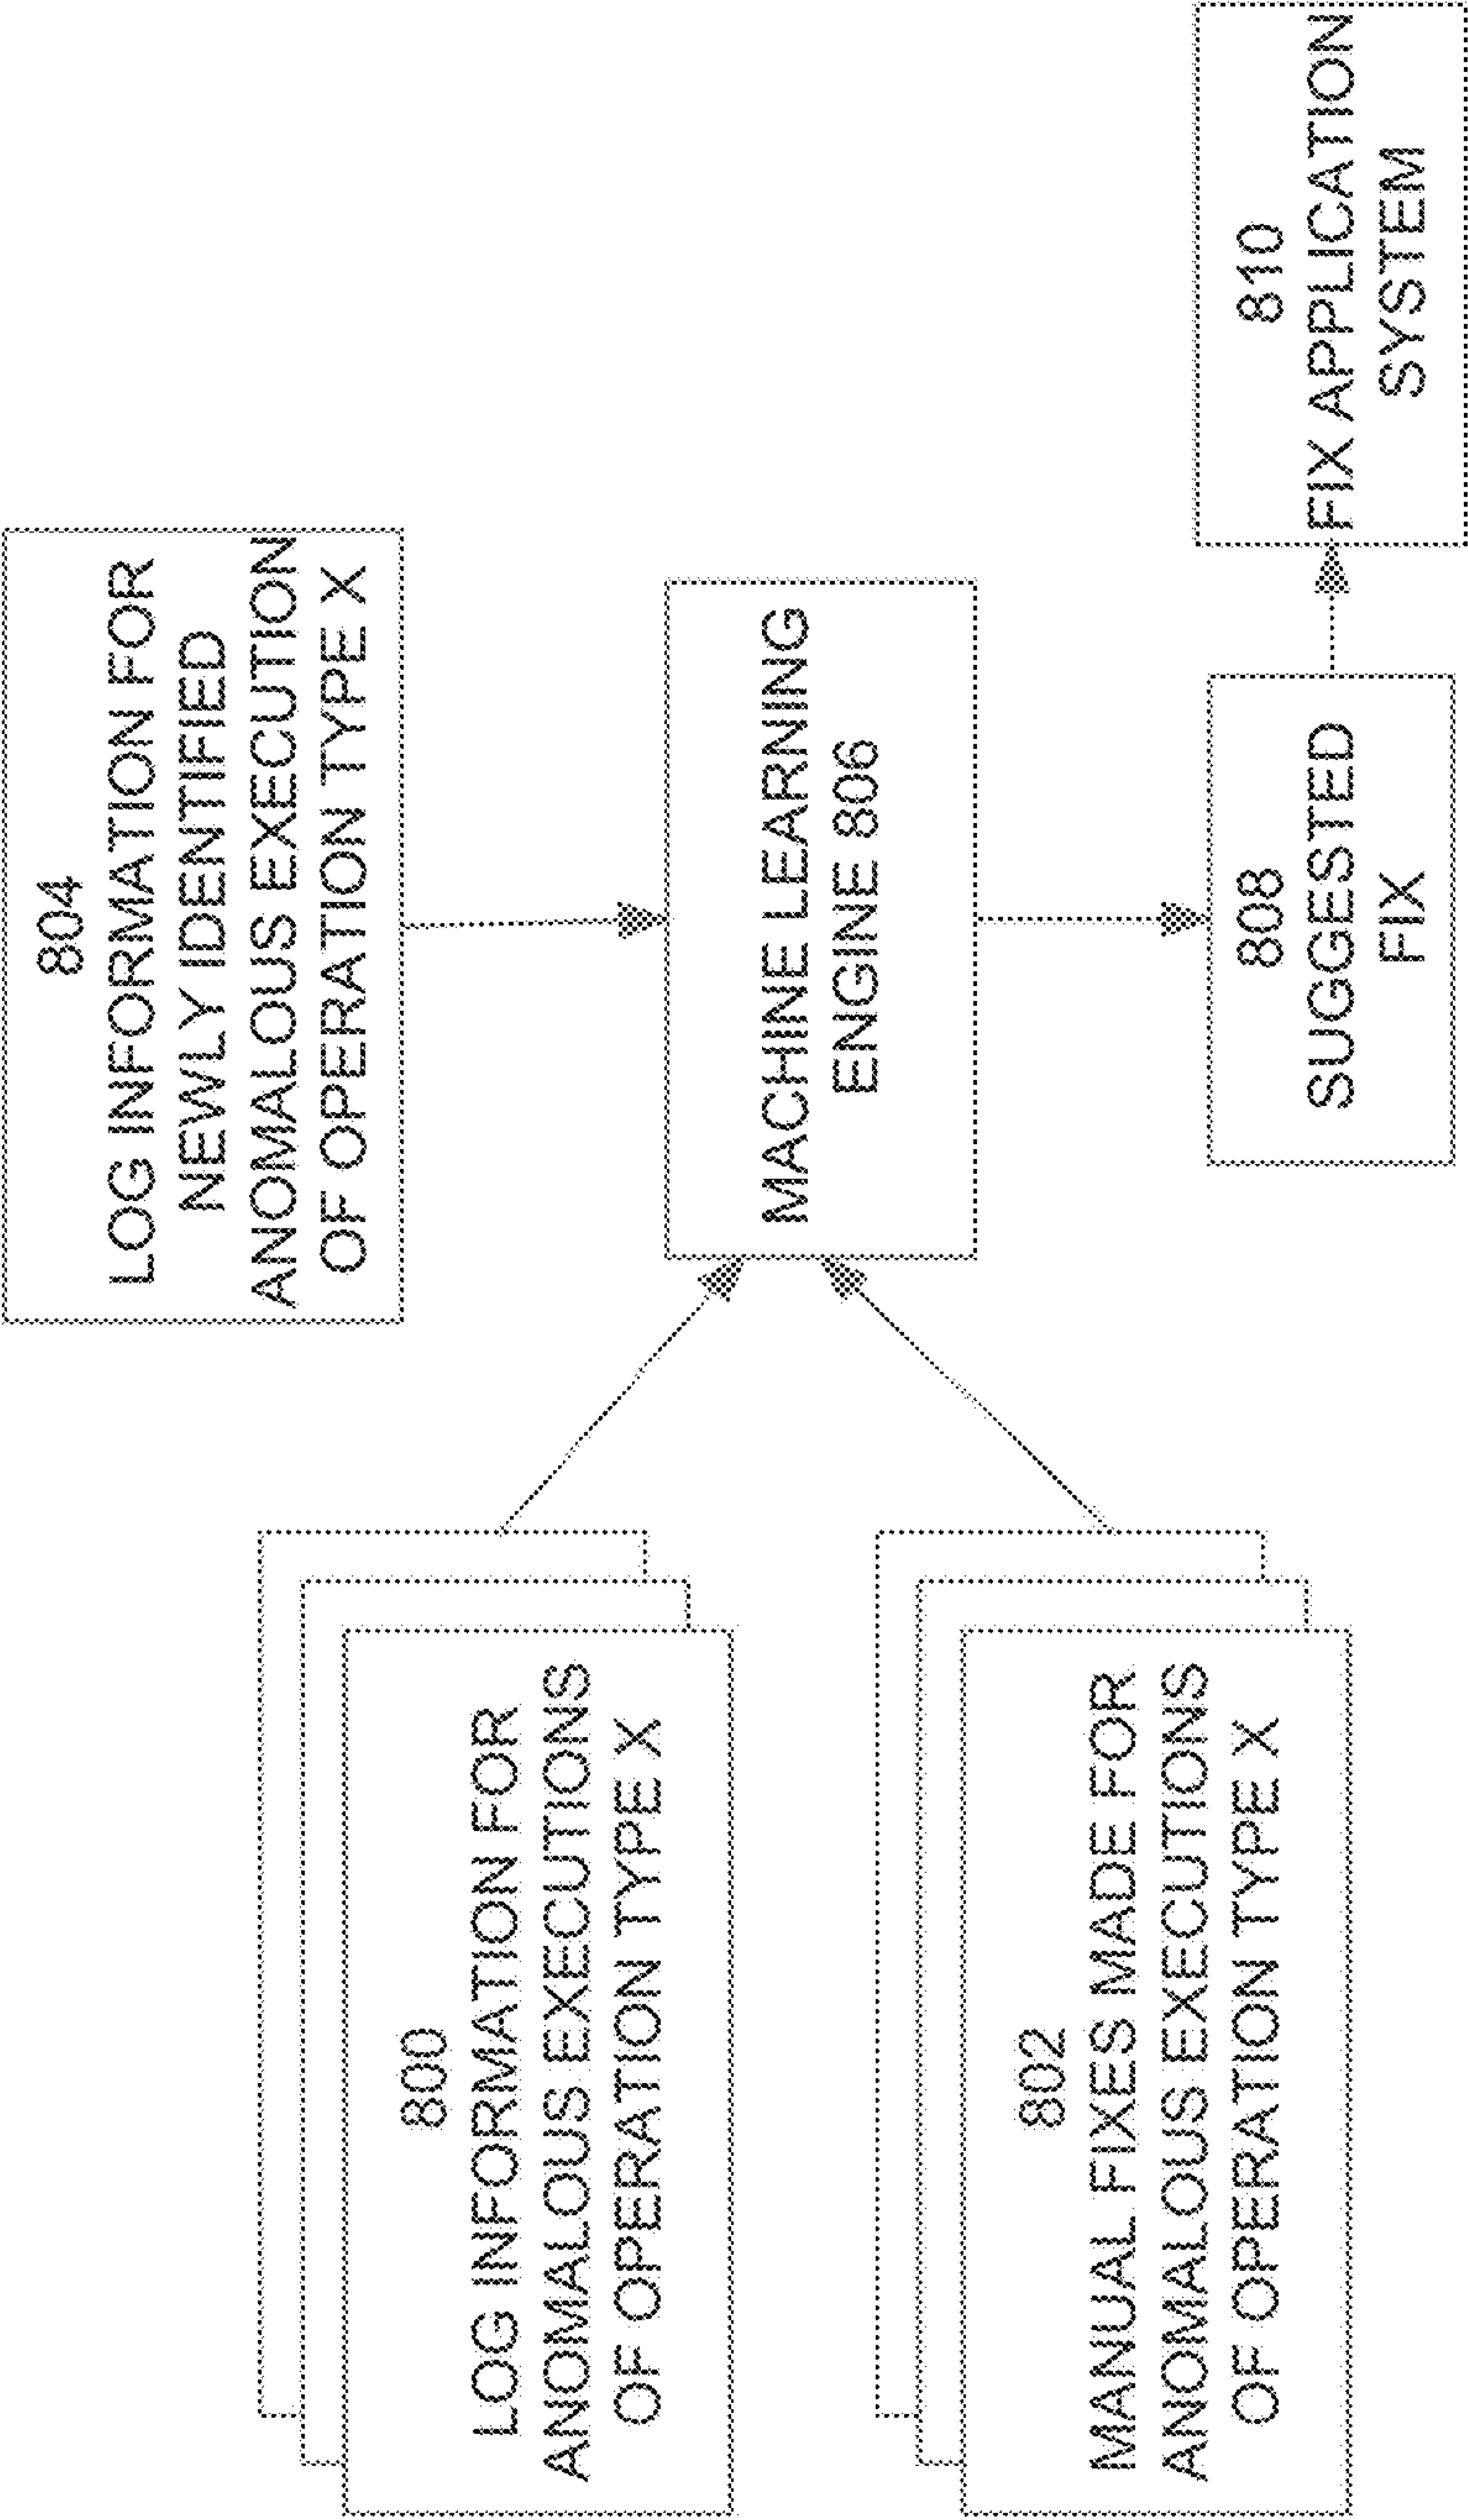 804
LOG INFORMATION FOR
NEWLY IDENTIFIED
ANOMALOUS EXECUTION
OF OPERATION TYPE X
800
LOG INFORMATION FOR
ANOMALOUS EXECUTIONS
OF OPERATION TYPE X
MACHINE LEARNING
ENGINE 806
802
MANUAL FIXES MADE FOR
ANOMALOUS EXECUTIONS
OF OPERATION TYPE X
808
SUGGESTED
FIX
810
FIX APPLICATION
SYSTEM